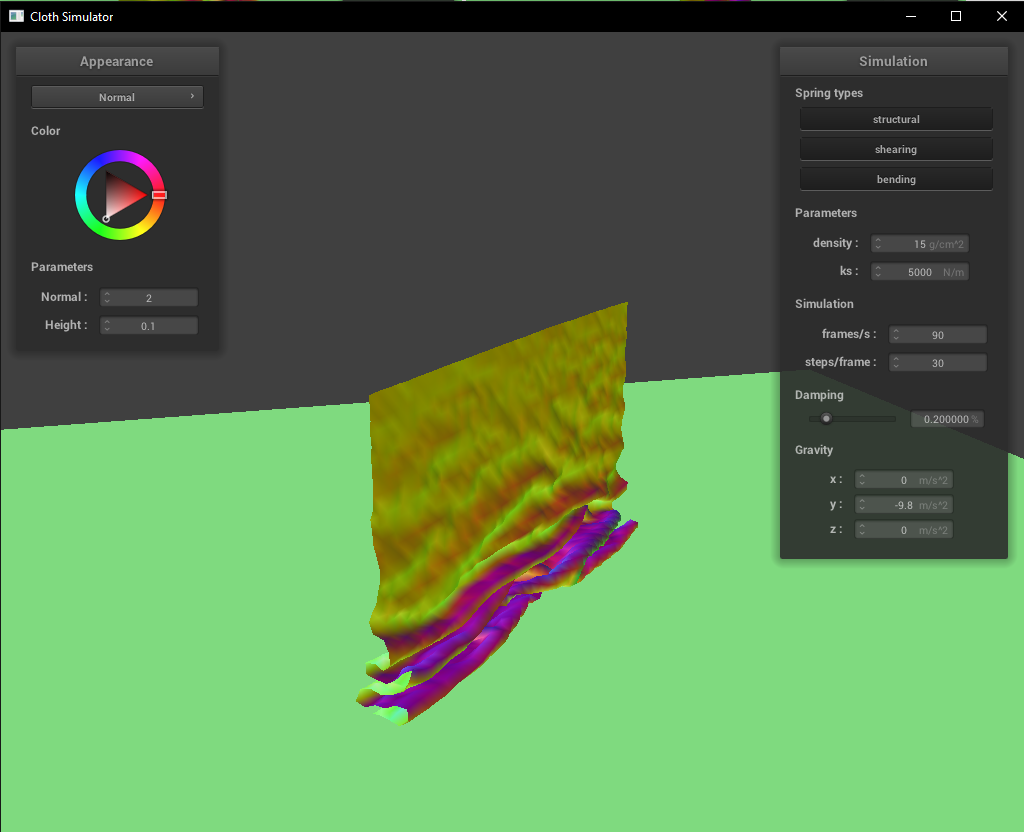 Cloth Simulator
Appearance
Normal
Color
Parameters
Normal :
2
Height :
0.1
Simulation
Spring types
structural
shearing
bending
Parameters
density :
15 g/cm^2
ks :
5000 N/m
Simulation
frames/s :
90
steps/frame :
30
Damping
0.200000 %
Gravity
x :
0 m/s^2
y :
-9.8 m/s^2
z :
0 m/s^2